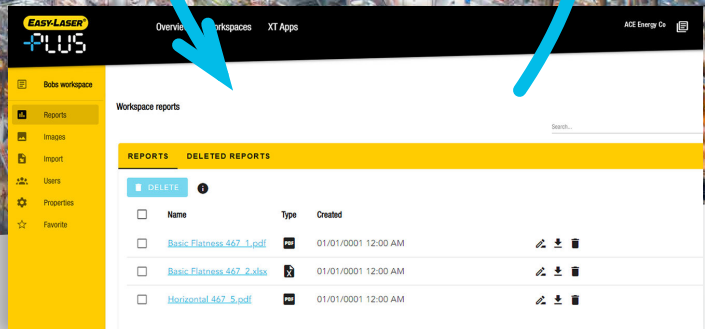 EASY-LASER®
PLUS
Overvie orkspaces XT Apps
ACE Energy Co
Bobs workspace
Reports
Images
Import
Users
Properties
Favorite
Workspace reports
Search...
REPORTS DELETED REPORTS
DELETE
Name Type Created
Basic Flatness 467_1.pdf PDF 01/01/0001 12:00 AM
Basic Flatness 467_2.xlsx X 01/01/0001 12:00 AM
Horizontal 467_5.pdf PDF 01/01/0001 12:00 AM